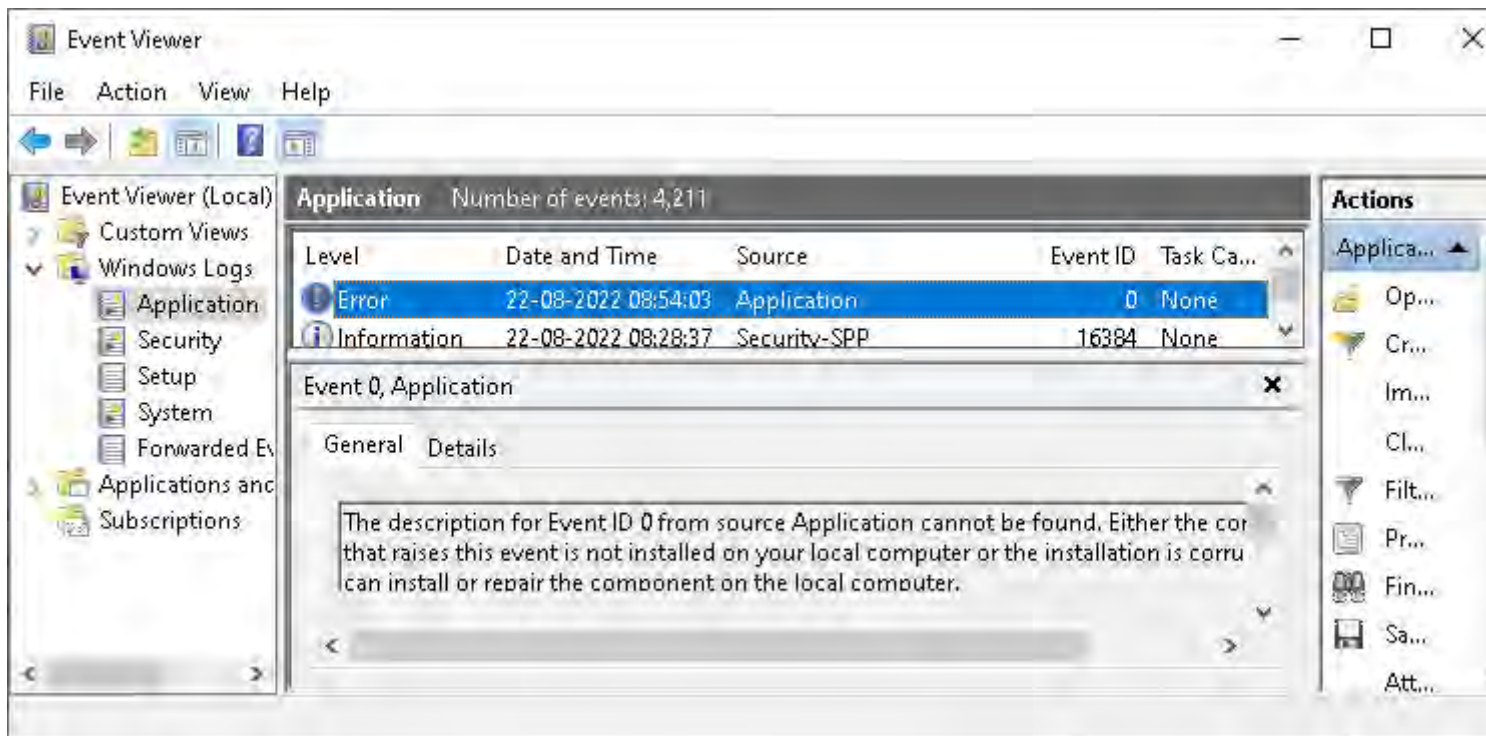 Event Viewer
File Action View Help
Event Viewer (Local)
Custom Views
Windows Logs
Application
Security
Setup
System
Forwarded Ev
Applications and
Subscriptions
Application Number of events: 4,211
Level Date and Time Source Event ID Task Ca...
Error 22-08-2022 08:54:03 Application 0 None
Information 22-08-2022 08:28:37 Security-SPP 16384 None
Event 0, Application
General Details
The description for Event ID 0 from source Application cannot be found. Either the cor
that raises this event is not installed on your local computer or the installation is corru
can install or repair the component on the local computer.
Actions
Applica...
Op...
Cr...
Im...
Cl...
Filt...
Pr...
Fin...
Sa...
Att...